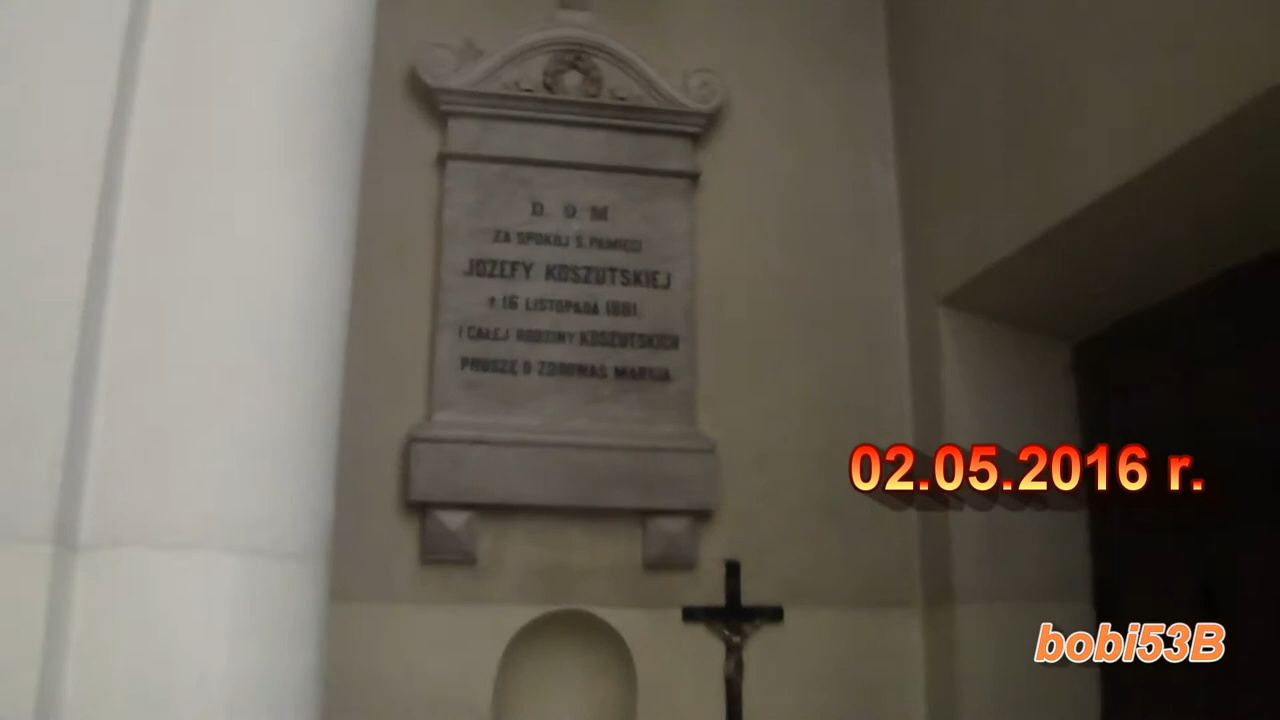 D. O M
ZA SPOKÓJ Ś. PAMIĘCI
JÓZEFY KOSZUTSKIEJ
† 16 LISTOPADA 1881.
I CAŁEJ RODZINY KOSZUTSKICH
PROSZĘ O ZDROWAŚ MARYJA
02.05.2016 r.
bobi53B